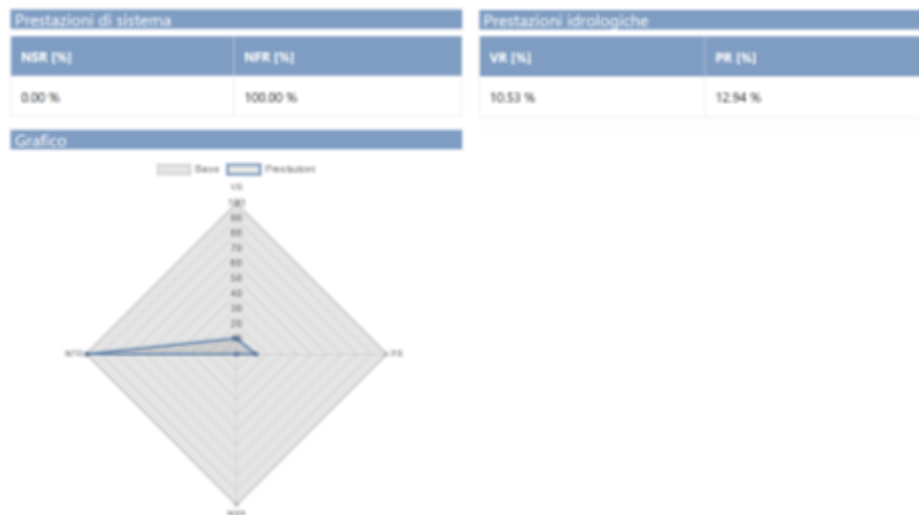 Prestazioni di sistema
NSR [%] NFR [%]
0.00 % 100.00 %
Prestazioni idrologiche
VR [%] PR [%]
10.53 % 12.94 %
Grafico
Base Prestazioni
VR
100
90
80
70
60
50
40
30
20
10
0
PR
NSR